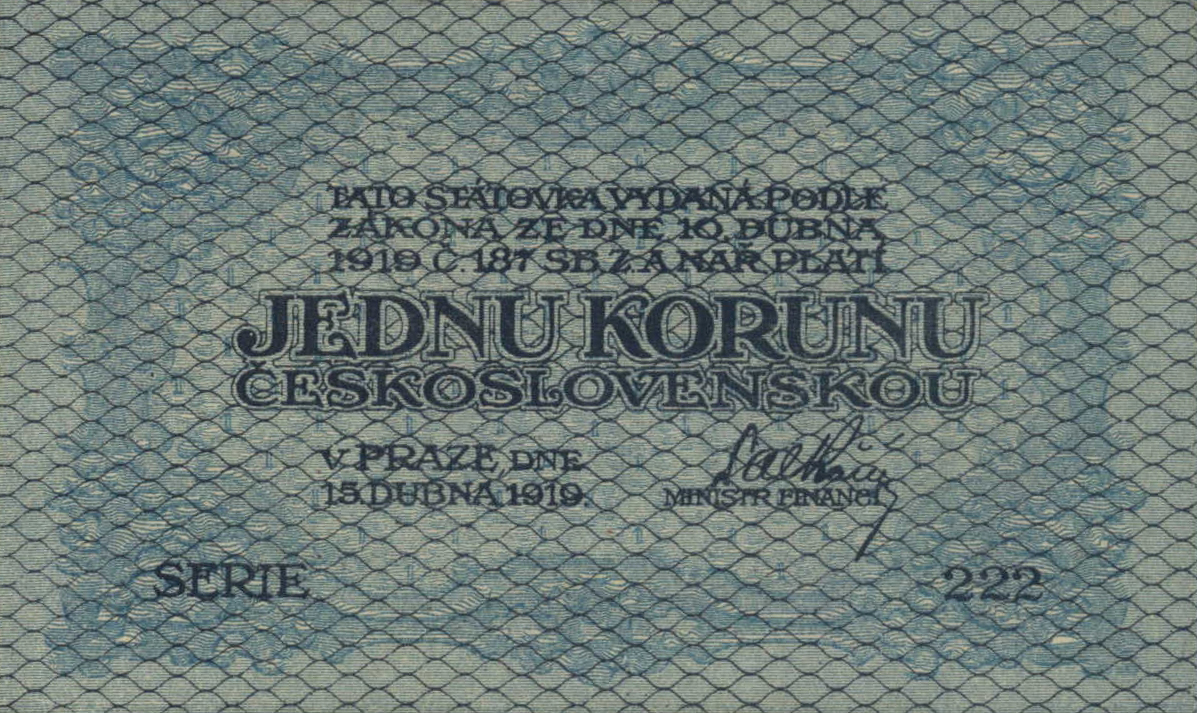 TATO STÁTOVKA VYDANÁ PODLE
ZÁKONA ZE DNE 10. DUBNA
1919 Č. 187 SB. Z. A NAŘ. PLATÍ
JEDNU KORUNU
ČESKOSLOVENSKOU
V PRAZE, DNE
15. DUBNA 1919.
MINISTR FINANCÍ
SERIE 222